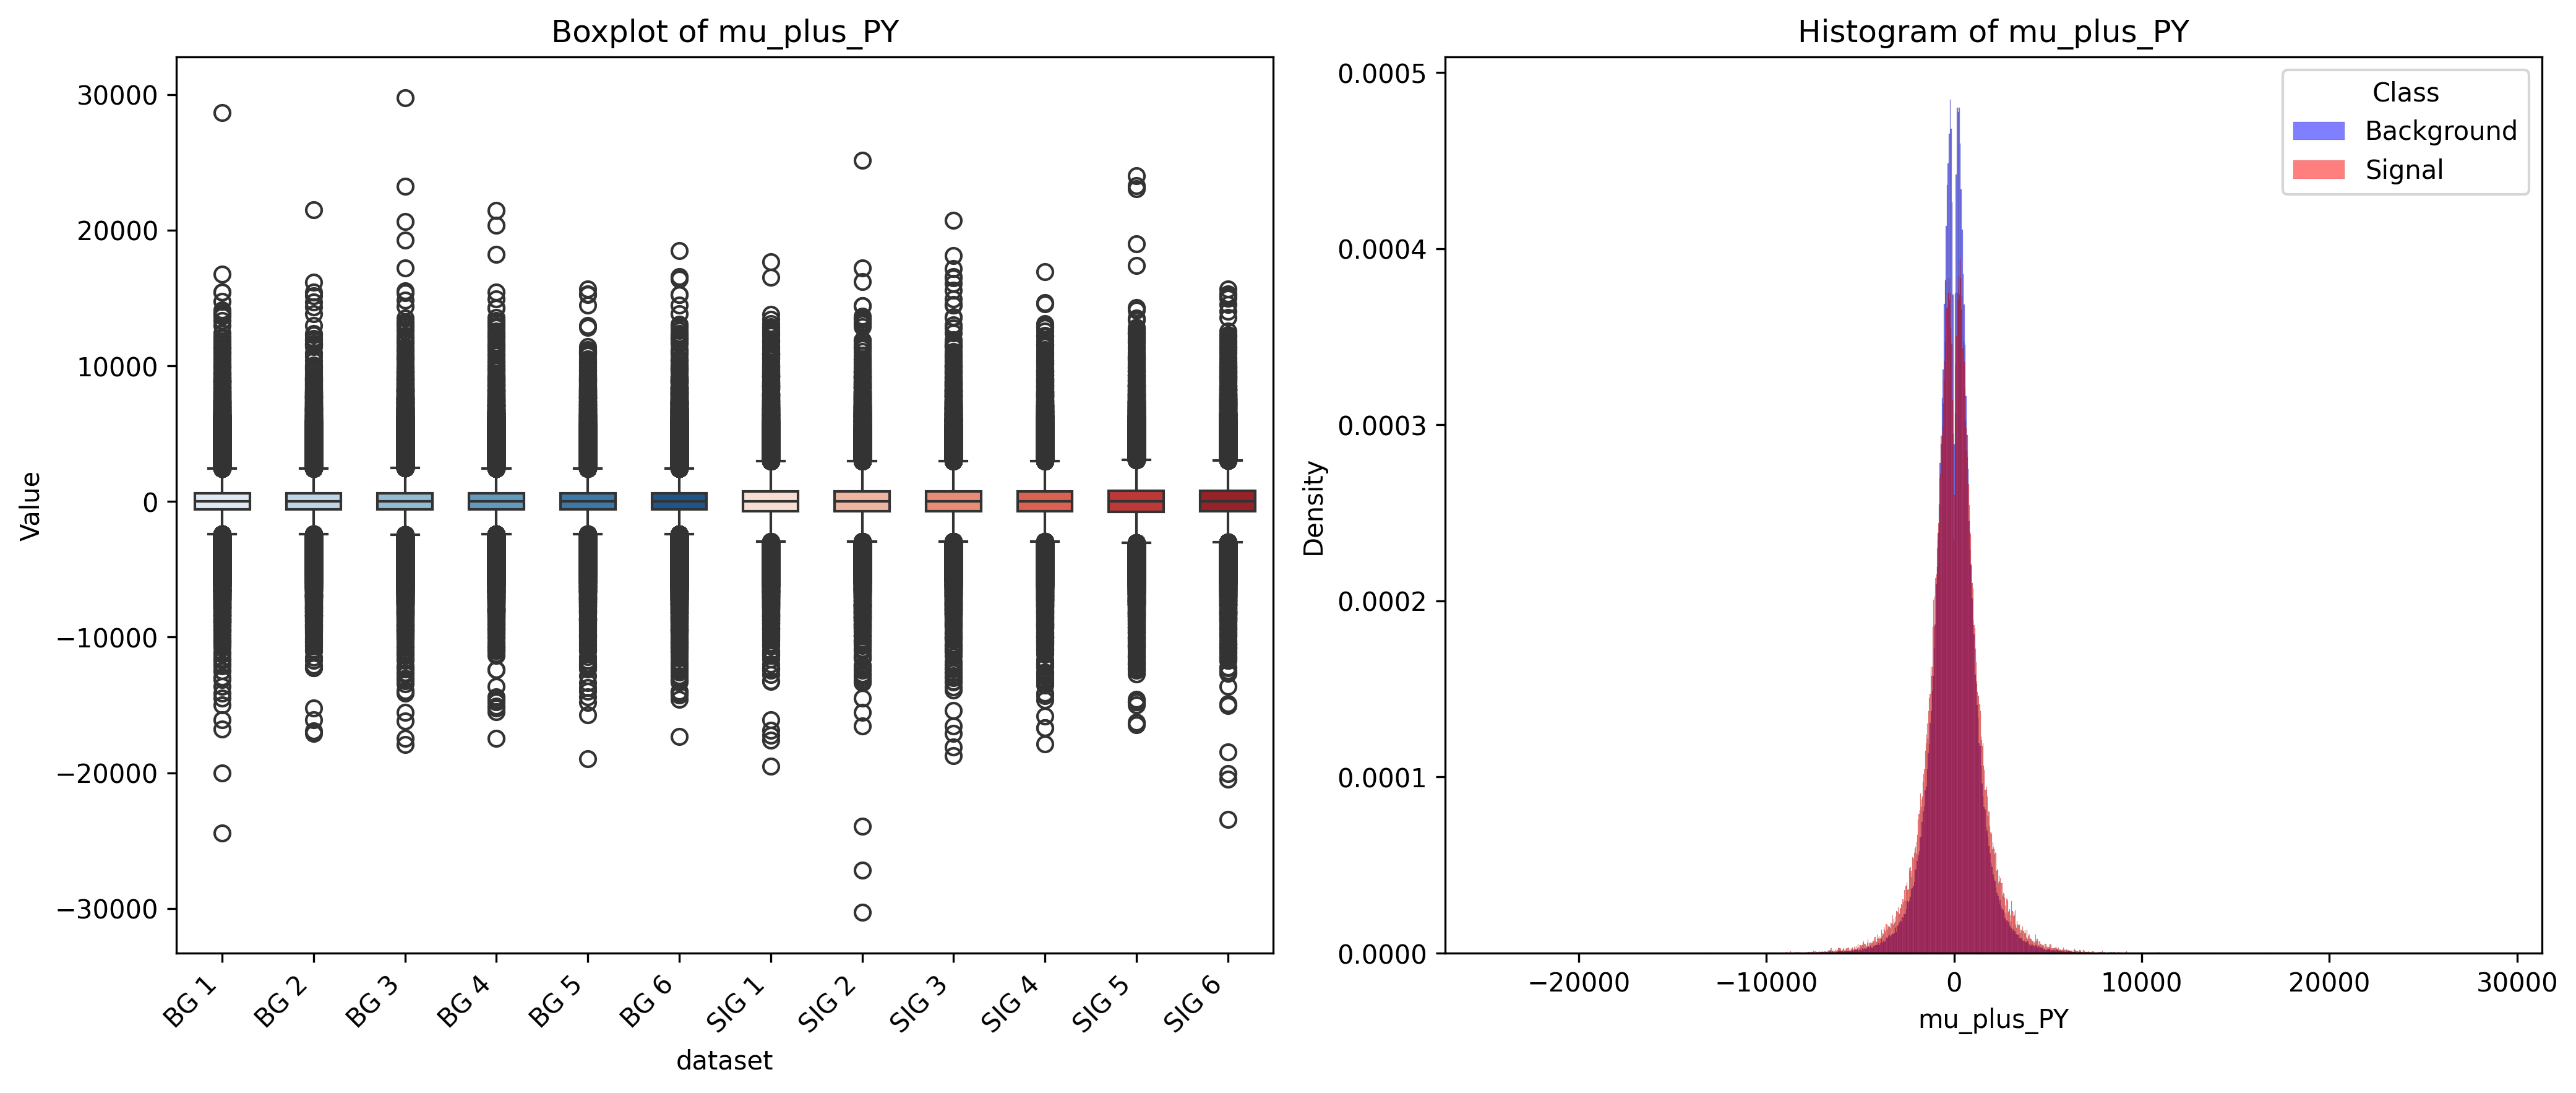 Boxplot of mu_plus_PY
30000
20000
10000
0
−10000
−20000
−30000
Value
BG 1
BG 2
BG 3
BG 4
BG 5
BG 6
SIG 1
SIG 2
SIG 3
SIG 4
SIG 5
SIG 6
dataset
Histogram of mu_plus_PY
0.0005
0.0004
0.0003
0.0002
0.0001
0.0000
Density
Class
Background
Signal
−20000
−10000
0
10000
20000
30000
mu_plus_PY